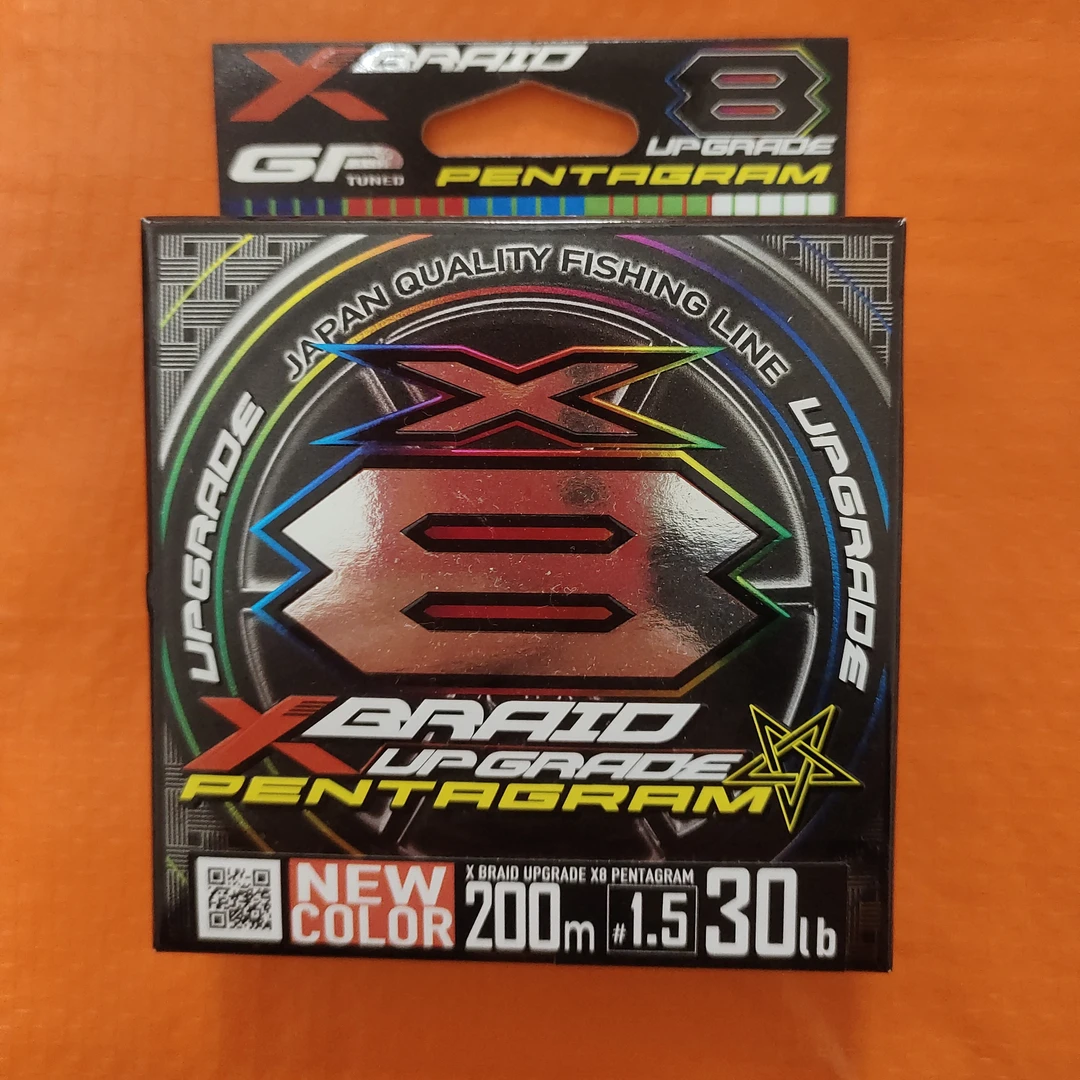 X BRAID
8
UPGRADE
GP
TUNED
PENTAGRAM
JAPAN QUALITY FISHING LINE
UPGRADE
UPGRADE
X
8
X BRAID
UPGRADE
PENTAGRAM
NEW
COLOR
X BRAID UPGRADE X8 PENTAGRAM
200m
#1.5
30lb